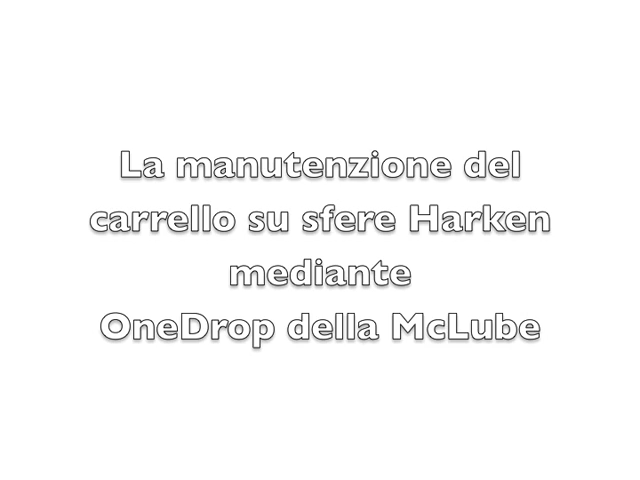 La manutenzione del
carrello su sfere Harken
mediante
OneDrop della McLube